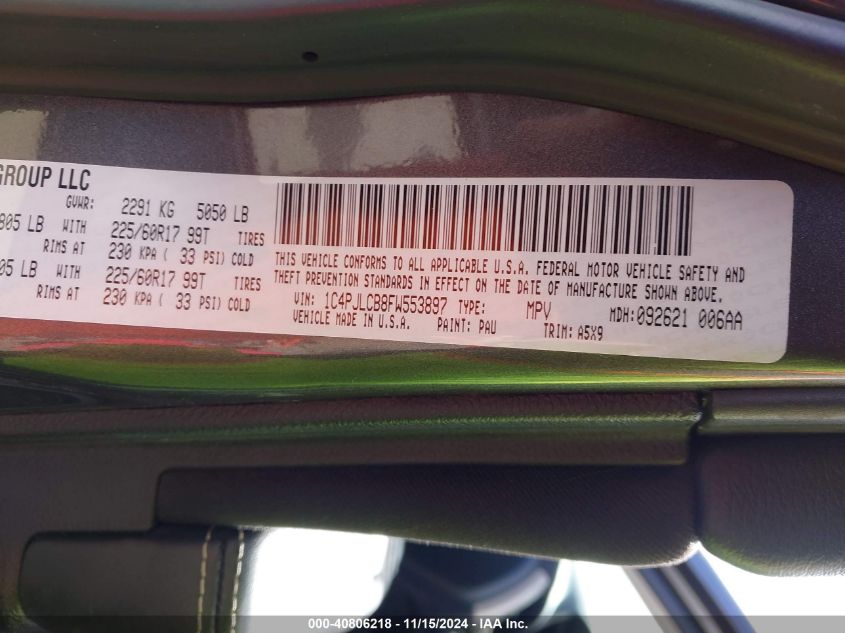 GROUP LLC
GVWR: 2291 KG 5050 LB
805 LB WITH 225/60R17 99T TIRES
RIMS AT 230 KPA ( 33 PSI) COLD
05 LB WITH 225/60R17 99T TIRES
RIMS AT 230 KPA ( 33 PSI) COLD
THIS VEHICLE CONFORMS TO ALL APPLICABLE U.S.A. FEDERAL MOTOR VEHICLE SAFETY AND
THEFT PREVENTION STANDARDS IN EFFECT ON THE DATE OF MANUFACTURE SHOWN ABOVE.
VIN: 1C4PJLCB8FW553897 TYPE: MPV MDH:092621 006AA
VEHICLE MADE IN U.S.A. PAINT: PAU TRIM: A5X9
000-40806218 - 11/15/2024 - IAA Inc.